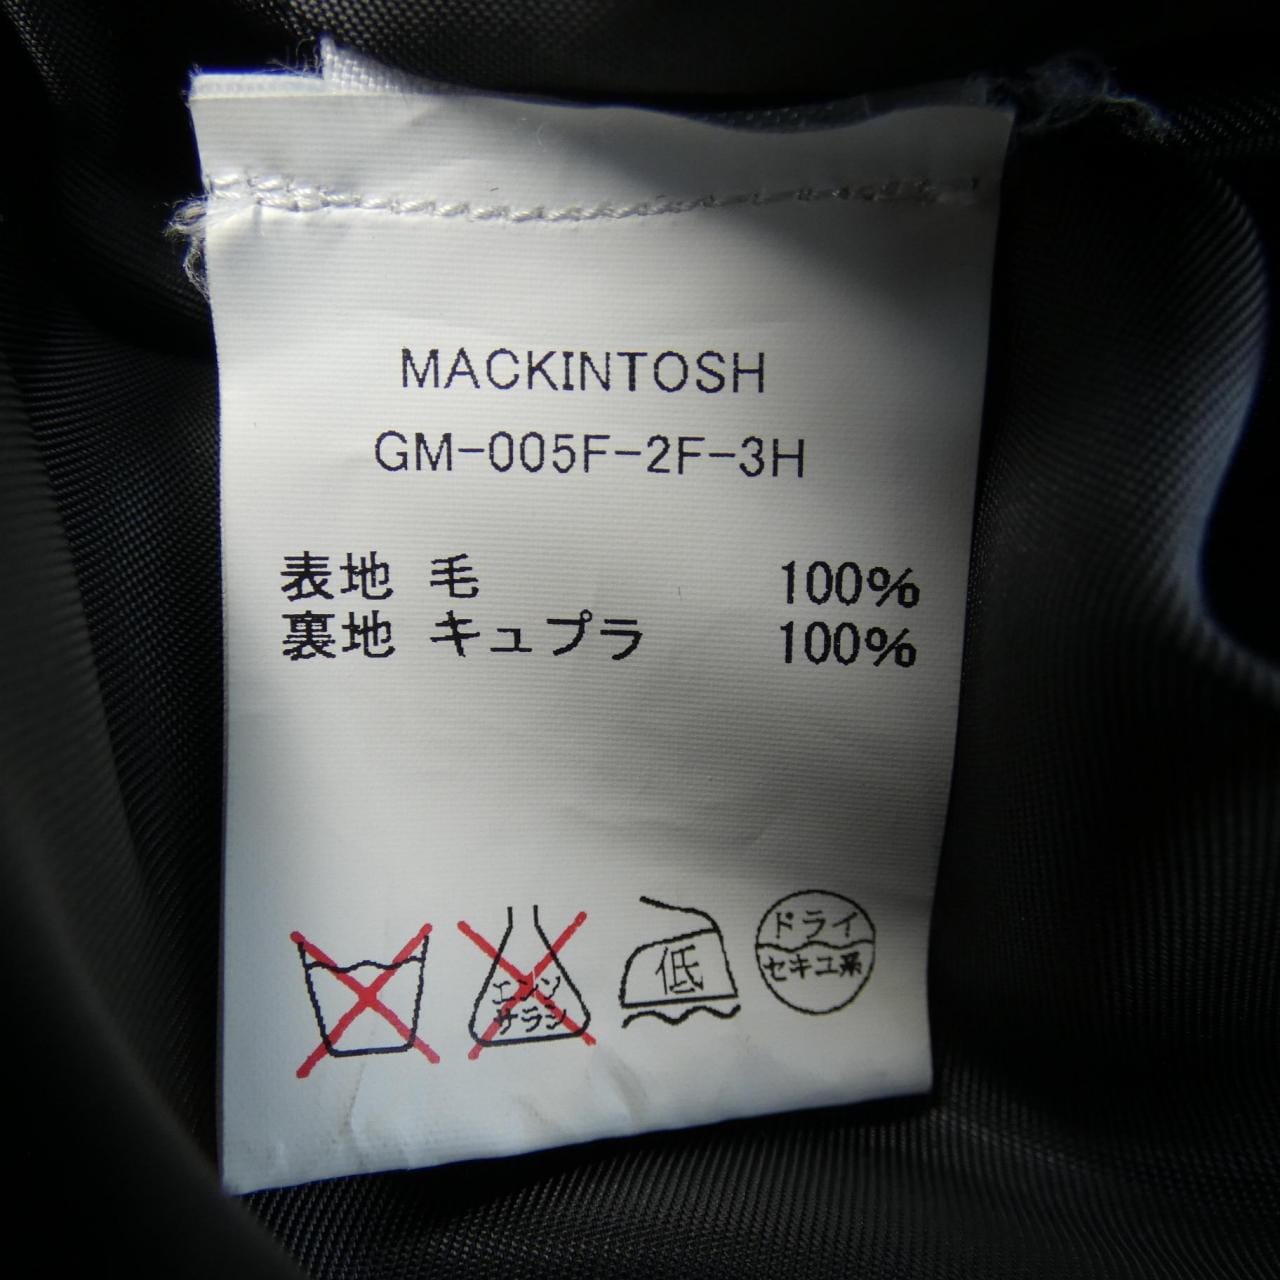 MACKINTOSH
GM-005F-2F-3H
表地 毛 100%
裏地 キュプラ 100%
エンソ
サラシ
低
ドライ
セキユ系